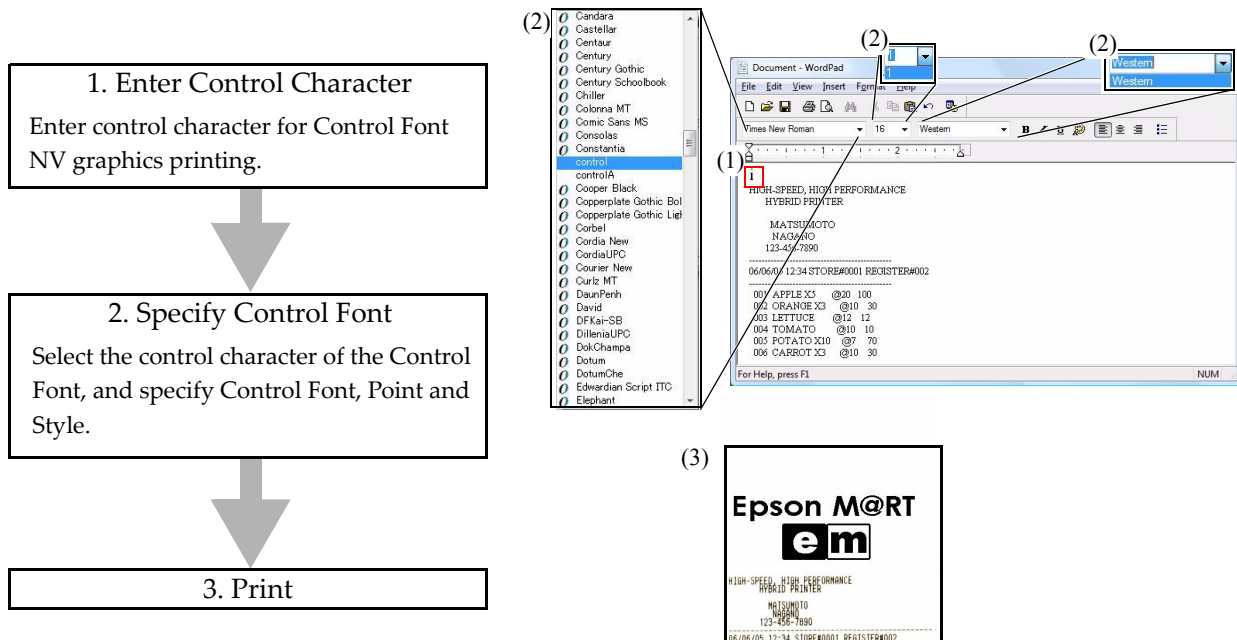 1. Enter Control Character
Enter control character for Control Font
NV graphics printing.
2. Specify Control Font
Select the control character of the Control
Font, and specify Control Font, Point and
Style.
3. Print
(2)
Candara
Castellar
Centaur
Century
Century Gothic
Century Schoolbook
Chiller
Colonna MT
Comic Sans MS
Consolas
Constantia
control
controlA
Cooper Black
Copperplate Gothic Bol
Copperplate Gothic Ligh
Corbel
Cordia New
CordiaUPC
Courier New
Curlz MT
DaunPenh
David
DFKai-SB
DilleniaUPC
DokChampa
Dotum
DotumChe
Edwardian Script ITC
Elephant
(2)
1
1
(2)
Western
Western
Document - WordPad
File Edit View Insert Format Help
Times New Roman 16 Western B / u
1 2
(1)
i
HIGH-SPEED, HIGH PERFORMANCE
HYBRID PRINTER
MATSUMOTO
NAGANO
123-456-7890
06/06/05 12:34 STORE#0001 REGISTER#002
001 APPLE X5 @20 100
002 ORANGE X3 @10 30
003 LETTUCE @12 12
004 TOMATO @10 10
005 POTATO X10 @7 70
006 CARROT X3 @10 30
For Help, press F1 NUM
(3)
Epson M@RT
em
HIGH-SPEED, HIGH PERFORMANCE
HYBRID PRINTER
MATSUMOTO
NAGANO
123-456-7890
06/06/05 12:34 STORE#0001 REGISTER#002